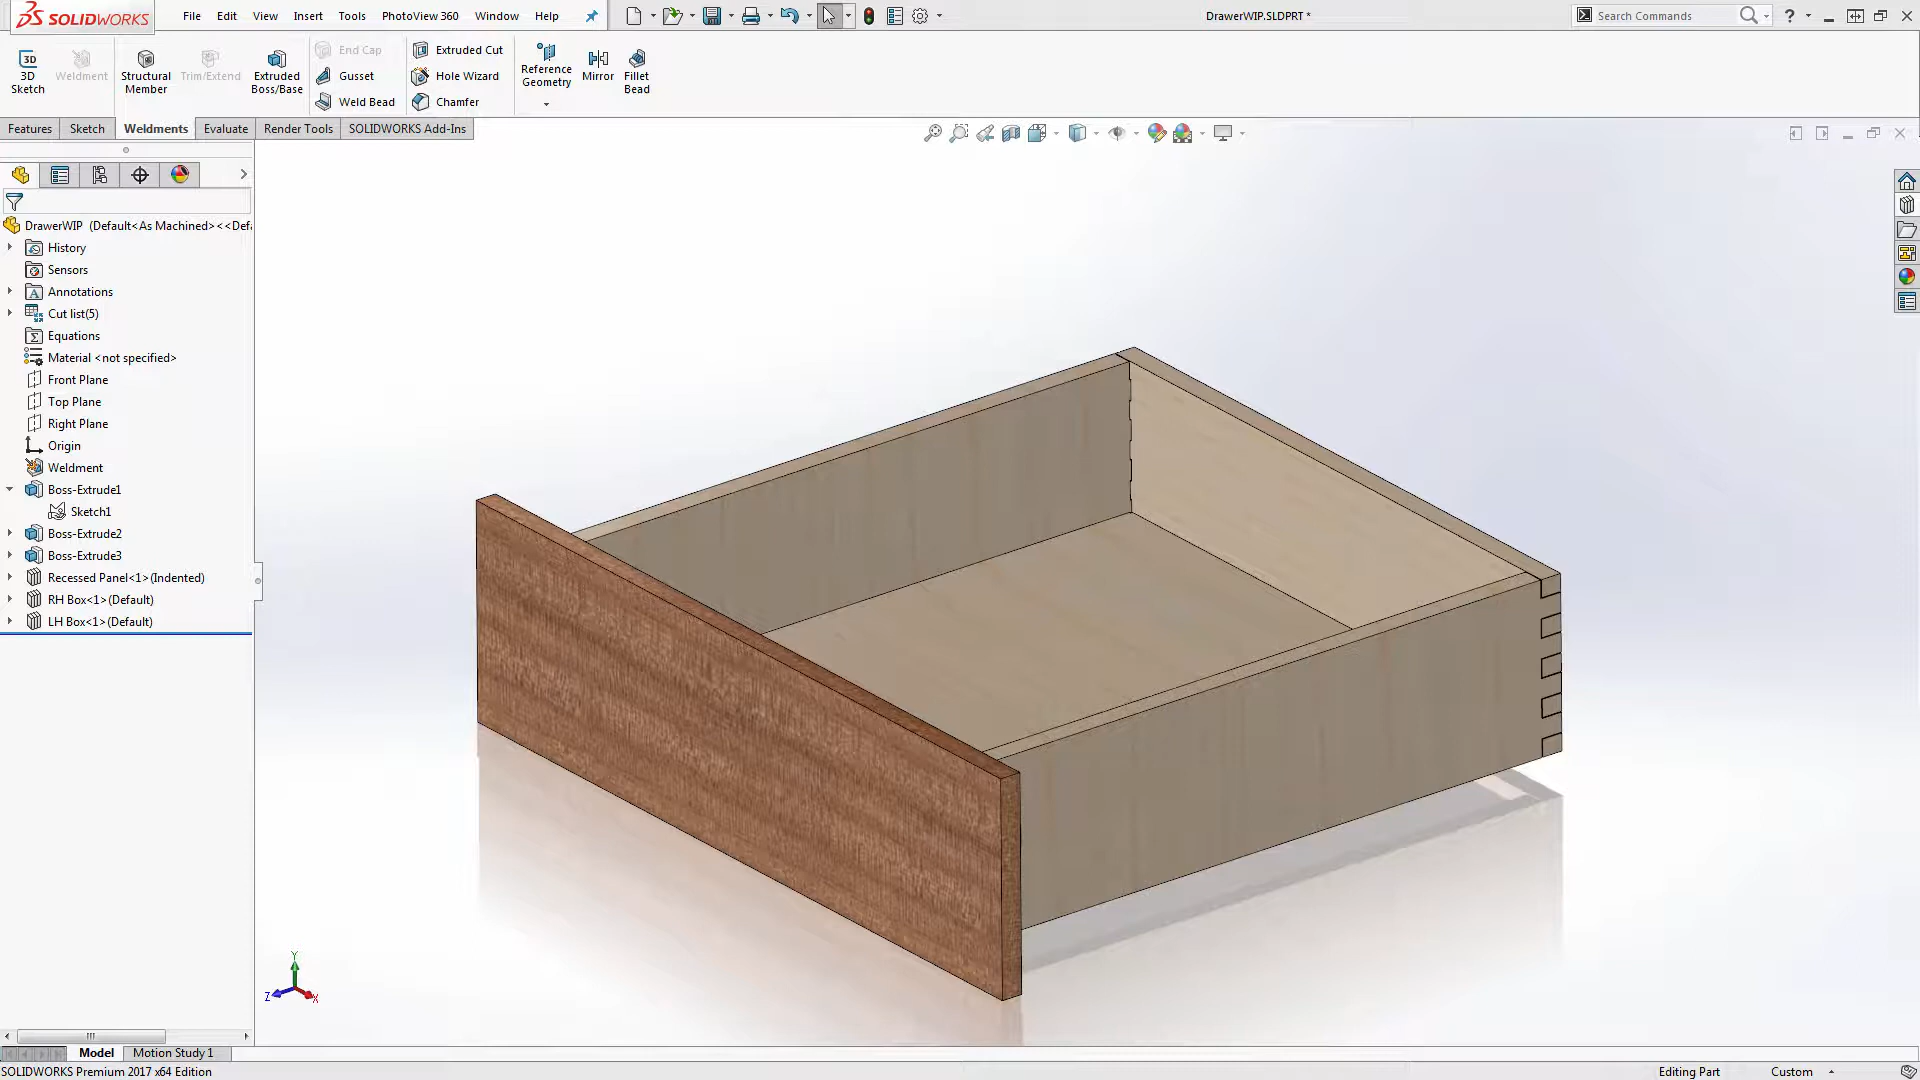 SOLIDWORKS File Edit View Insert Tools PhotoView 360 Window Help DrawerWIP.SLDPRT * Search Commands ?
3D Sketch
Weldment
Structural Member
Trim/Extend
Extruded Boss/Base
End Cap
Gusset
Weld Bead
Extruded Cut
Hole Wizard
Chamfer
Reference Geometry
Mirror
Fillet Bead
Features Sketch Weldments Evaluate Render Tools SOLIDWORKS Add-Ins
DrawerWIP (Default<As Machined><<Def
History
Sensors
Annotations
Cut list(5)
Equations
Material <not specified>
Front Plane
Top Plane
Right Plane
Origin
Weldment
Boss-Extrude1
Sketch1
Boss-Extrude2
Boss-Extrude3
Recessed Panel<1>(Indented)
RH Box<1>(Default)
LH Box<1>(Default)
Y
Z X
Model Motion Study 1
SOLIDWORKS Premium 2017 x64 Edition Editing Part Custom